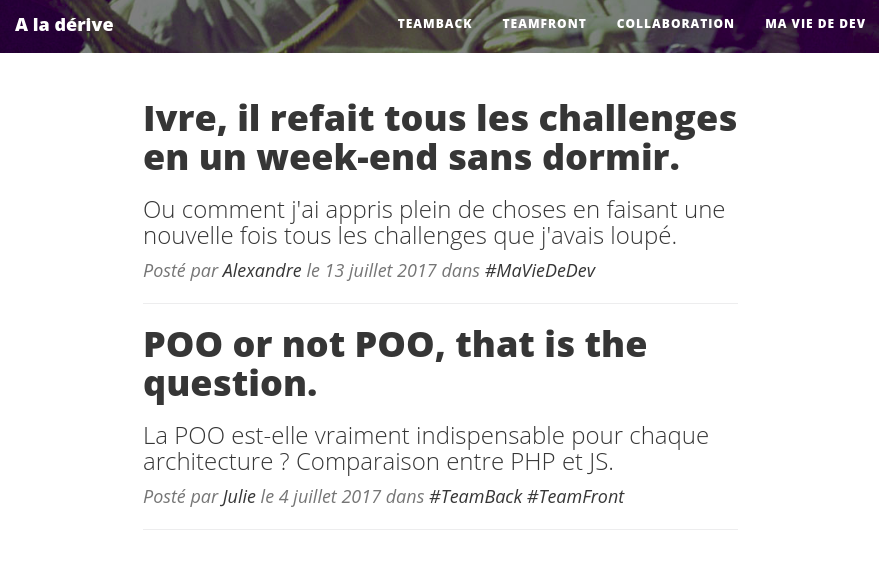 A la dérive
TEAMBACK TEAMFRONT COLLABORATION MA VIE DE DEV
Ivre, il refait tous les challenges
en un week-end sans dormir.
Ou comment j'ai appris plein de choses en faisant une
nouvelle fois tous les challenges que j'avais loupé.
Posté par Alexandre le 13 juillet 2017 dans #MaVieDeDev
POO or not POO, that is the
question.
La POO est-elle vraiment indispensable pour chaque
architecture ? Comparaison entre PHP et JS.
Posté par Julie le 4 juillet 2017 dans #TeamBack #TeamFront